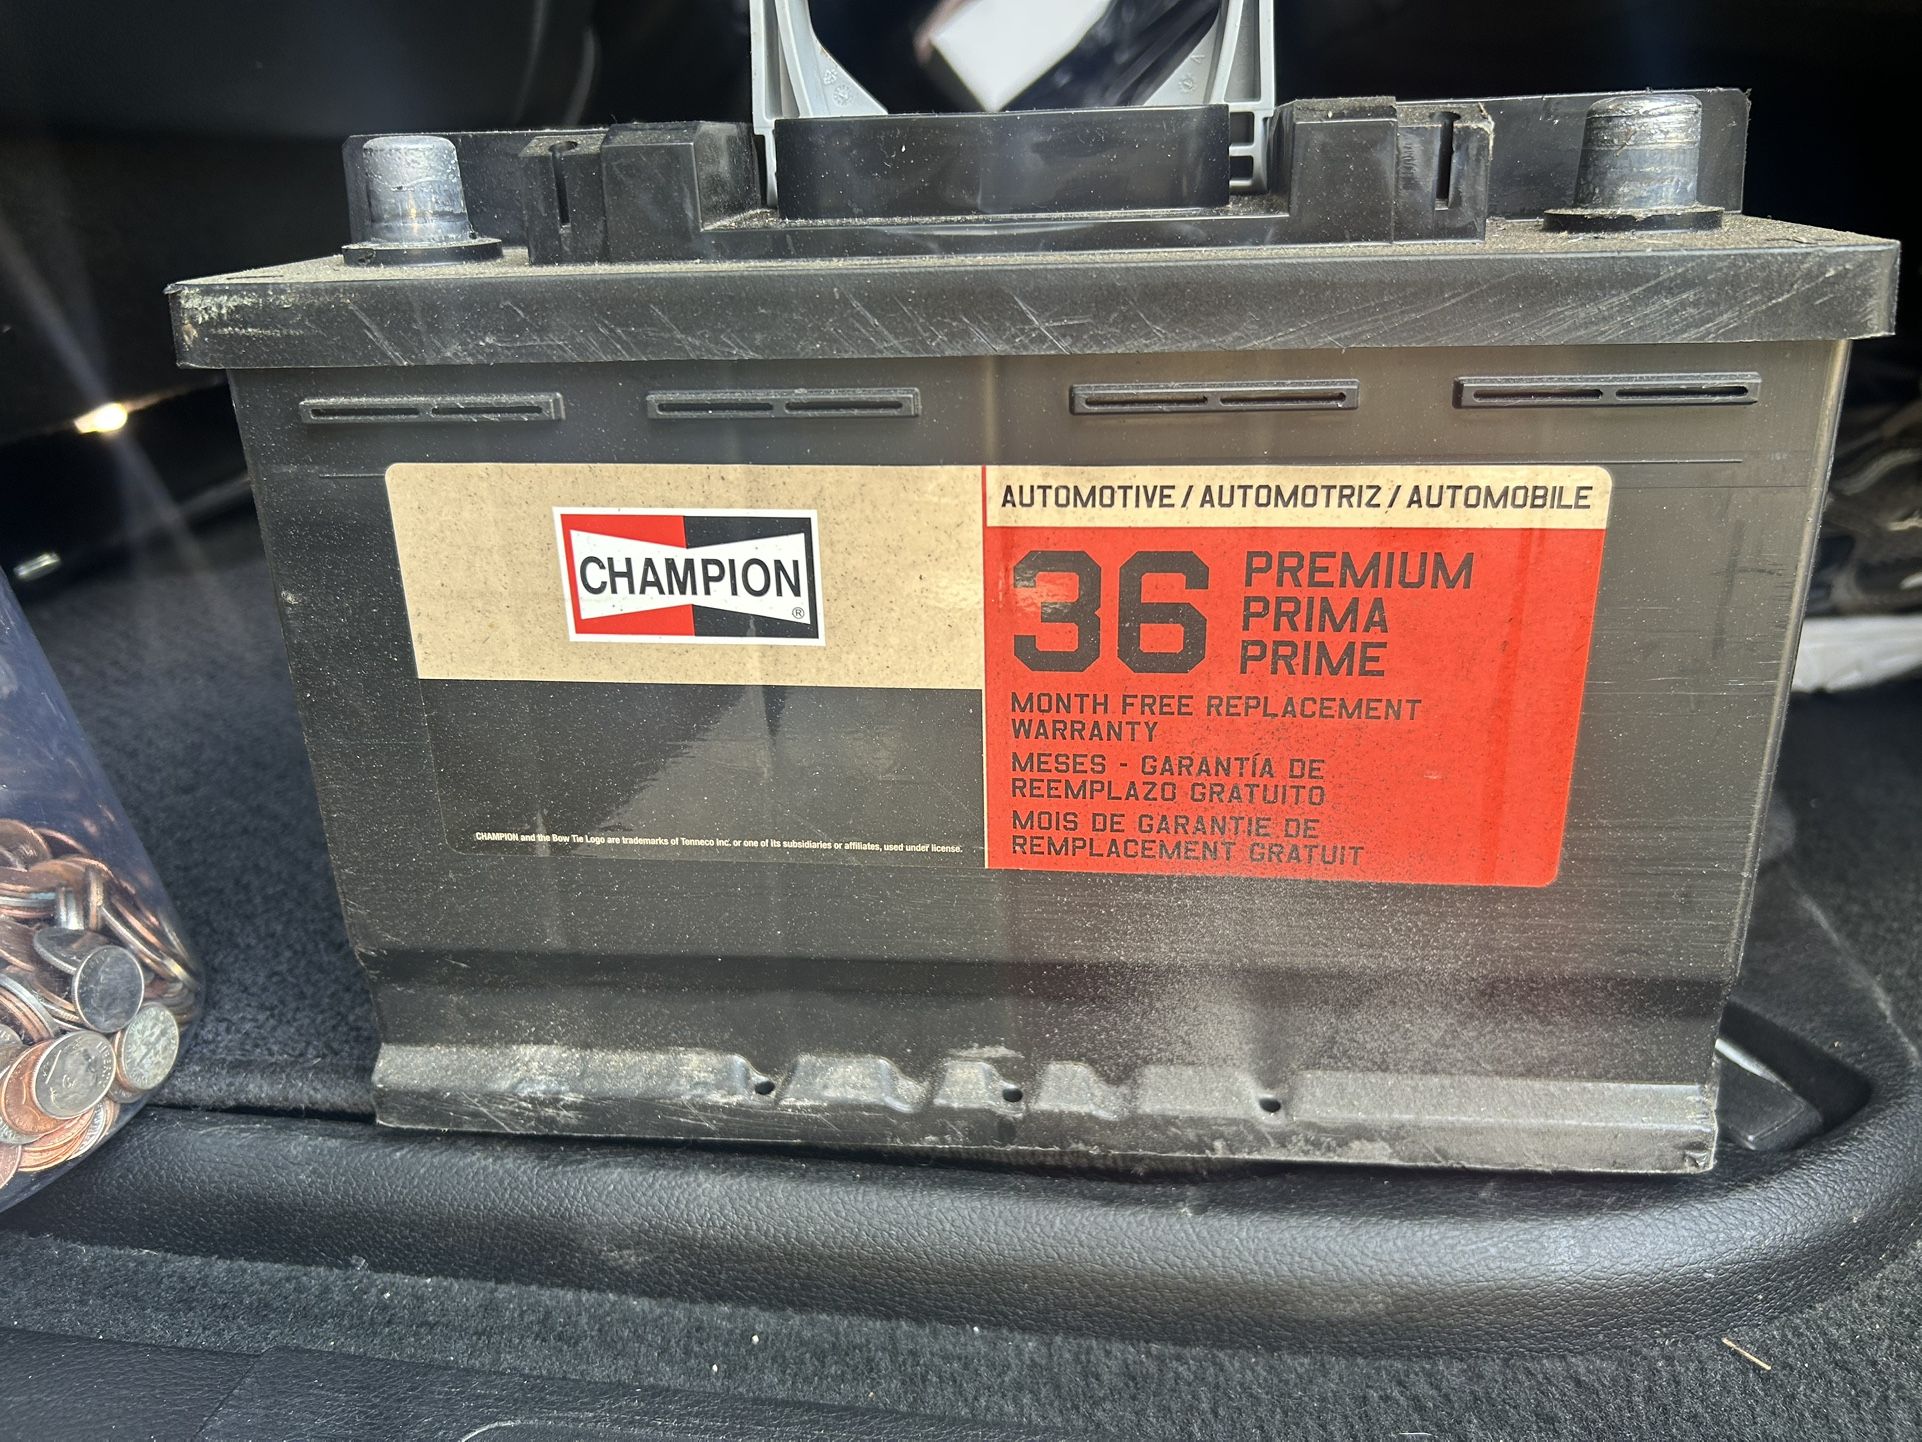 CHAMPION
®
CHAMPION and the Bow Tie Logo are trademarks of Tenneco Inc. or one of its subsidiaries or affiliates, used under license.
AUTOMOTIVE / AUTOMOTRIZ / AUTOMOBILE
36
PREMIUM
PRIMA
PRIME
MONTH FREE REPLACEMENT
WARRANTY
MESES - GARANTÍA DE
REEMPLAZO GRATUITO
MOIS DE GARANTIE DE
REMPLACEMENT GRATUIT